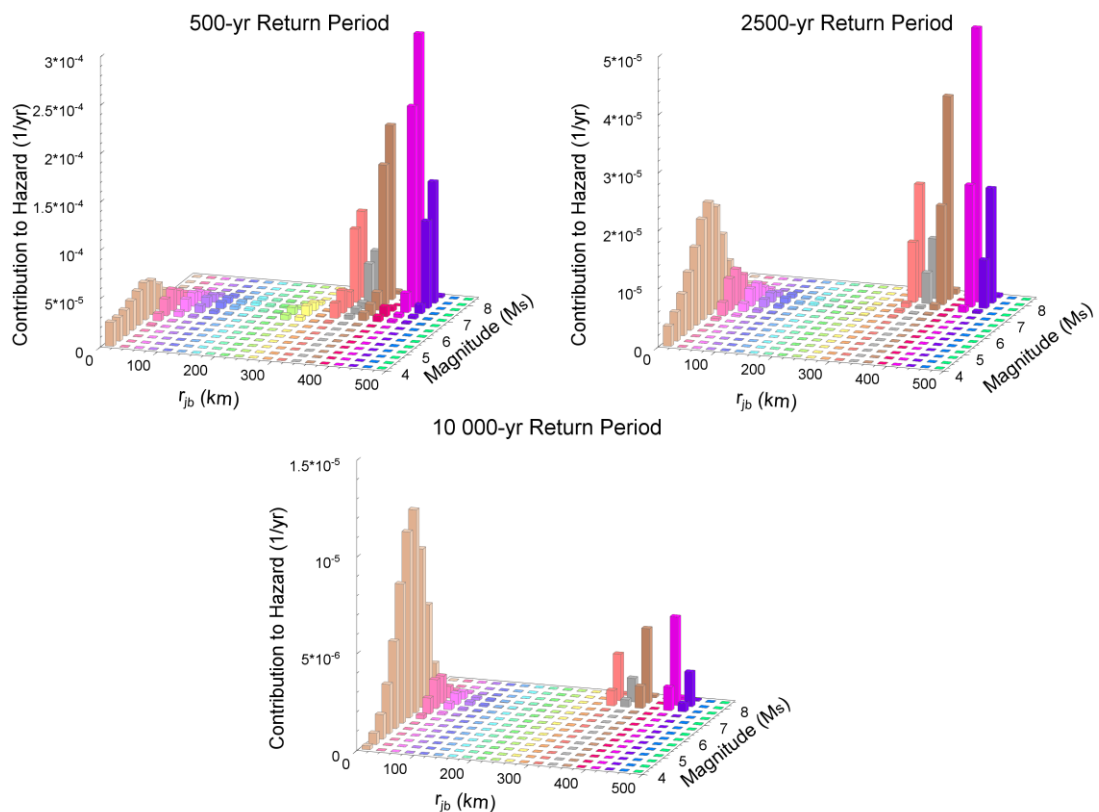 500-yr Return Period
Contribution to Hazard (1/yr)
3*10⁻⁴
2.5*10⁻⁴
2*10⁻⁴
1.5*10⁻⁴
10⁻⁴
5*10⁻⁵
0
0 100 200 300 400 500
r_jb (km)
4 5 6 7 8
Magnitude (Ms)
2500-yr Return Period
Contribution to Hazard (1/yr)
5*10⁻⁵
4*10⁻⁵
3*10⁻⁵
2*10⁻⁵
10⁻⁵
0
0 100 200 300 400 500
r_jb (km)
4 5 6 7 8
Magnitude (Ms)
10 000-yr Return Period
Contribution to Hazard (1/yr)
1.5*10⁻⁵
10⁻⁵
5*10⁻⁶
0
0 100 200 300 400 500
r_jb (km)
4 5 6 7 8
Magnitude (Ms)